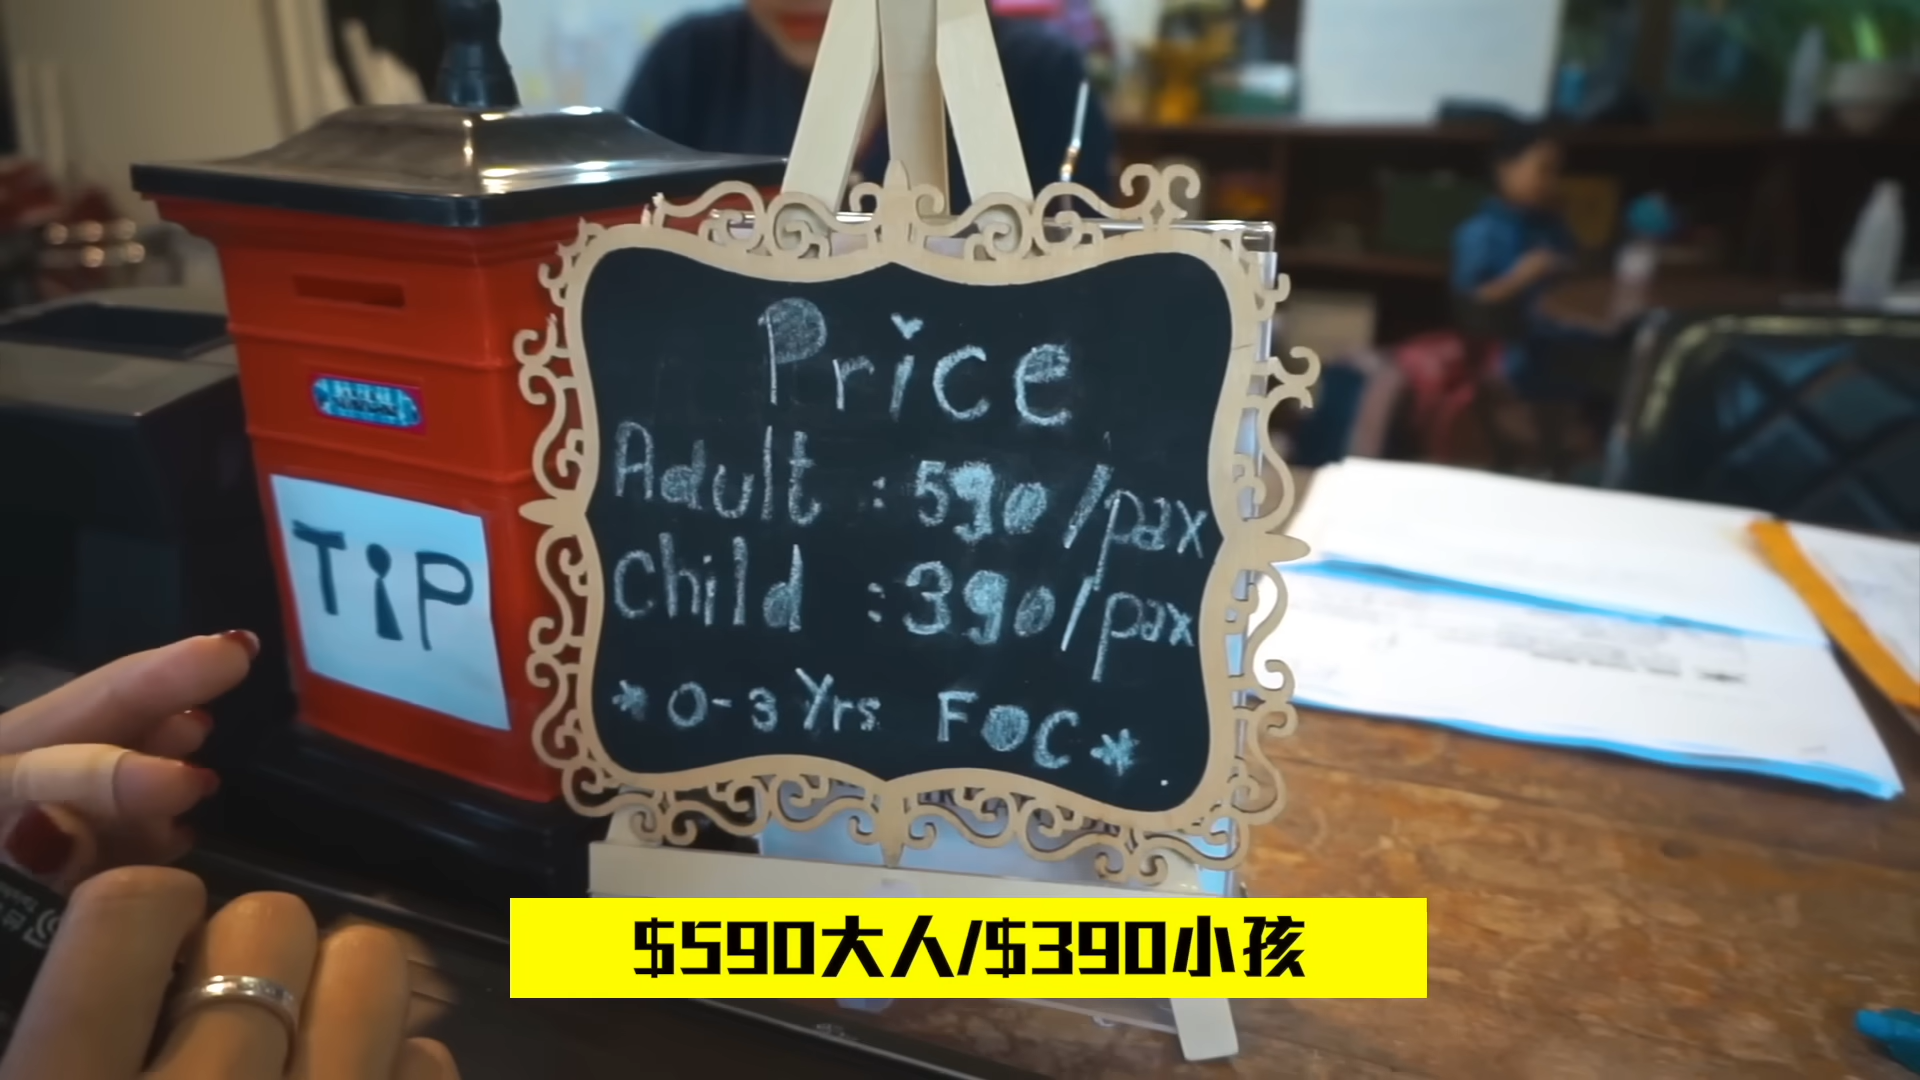 Price
Adult : 590/pax
Child : 390/pax
* 0-3 Yrs FOC *
TiP
$590大人/$390小孩